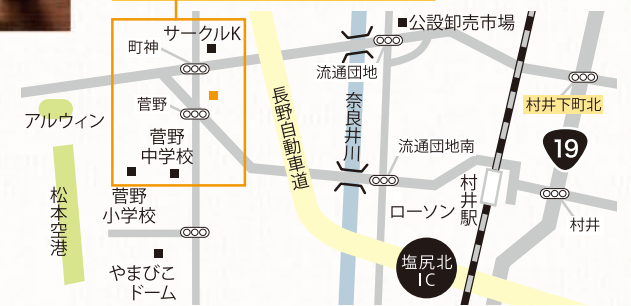 公設卸売市場
サークルK
町神
流通団地
村井下町北
菅野
アルウィン
長野自動車道
奈良井川
19
菅野
中学校
流通団地南
村井駅
松本空港
菅野
小学校
ローソン
村井
塩尻北
IC
やまびこ
ドーム